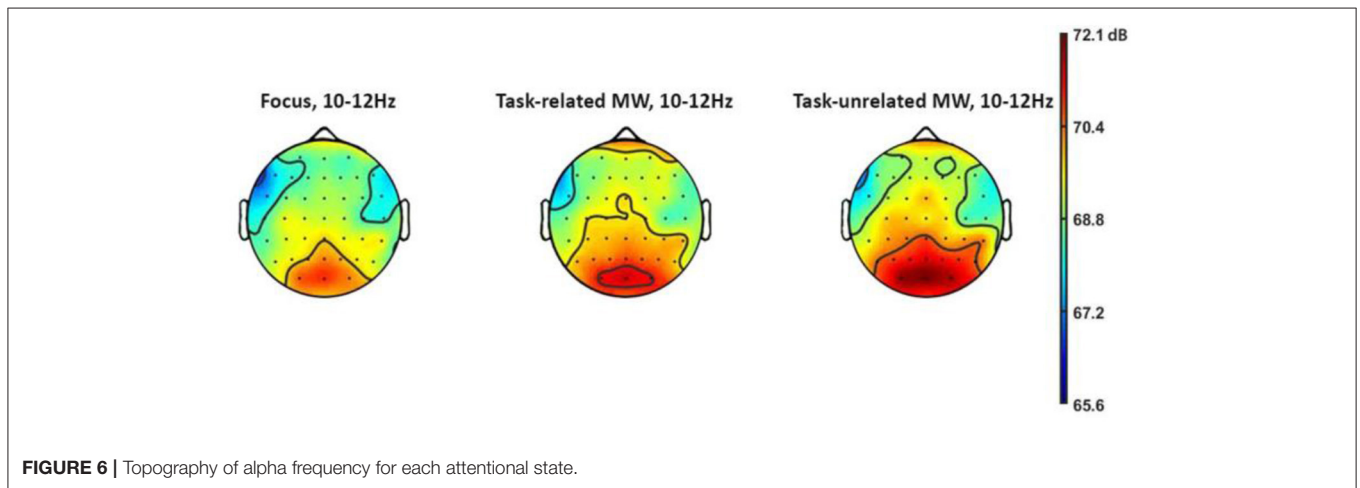 72.1 dB
Focus, 10-12Hz
Task-related MW, 10-12Hz
Task-unrelated MW, 10-12Hz
70.4
68.8
67.2
65.6
FIGURE 6 | Topography of alpha frequency for each attentional state.